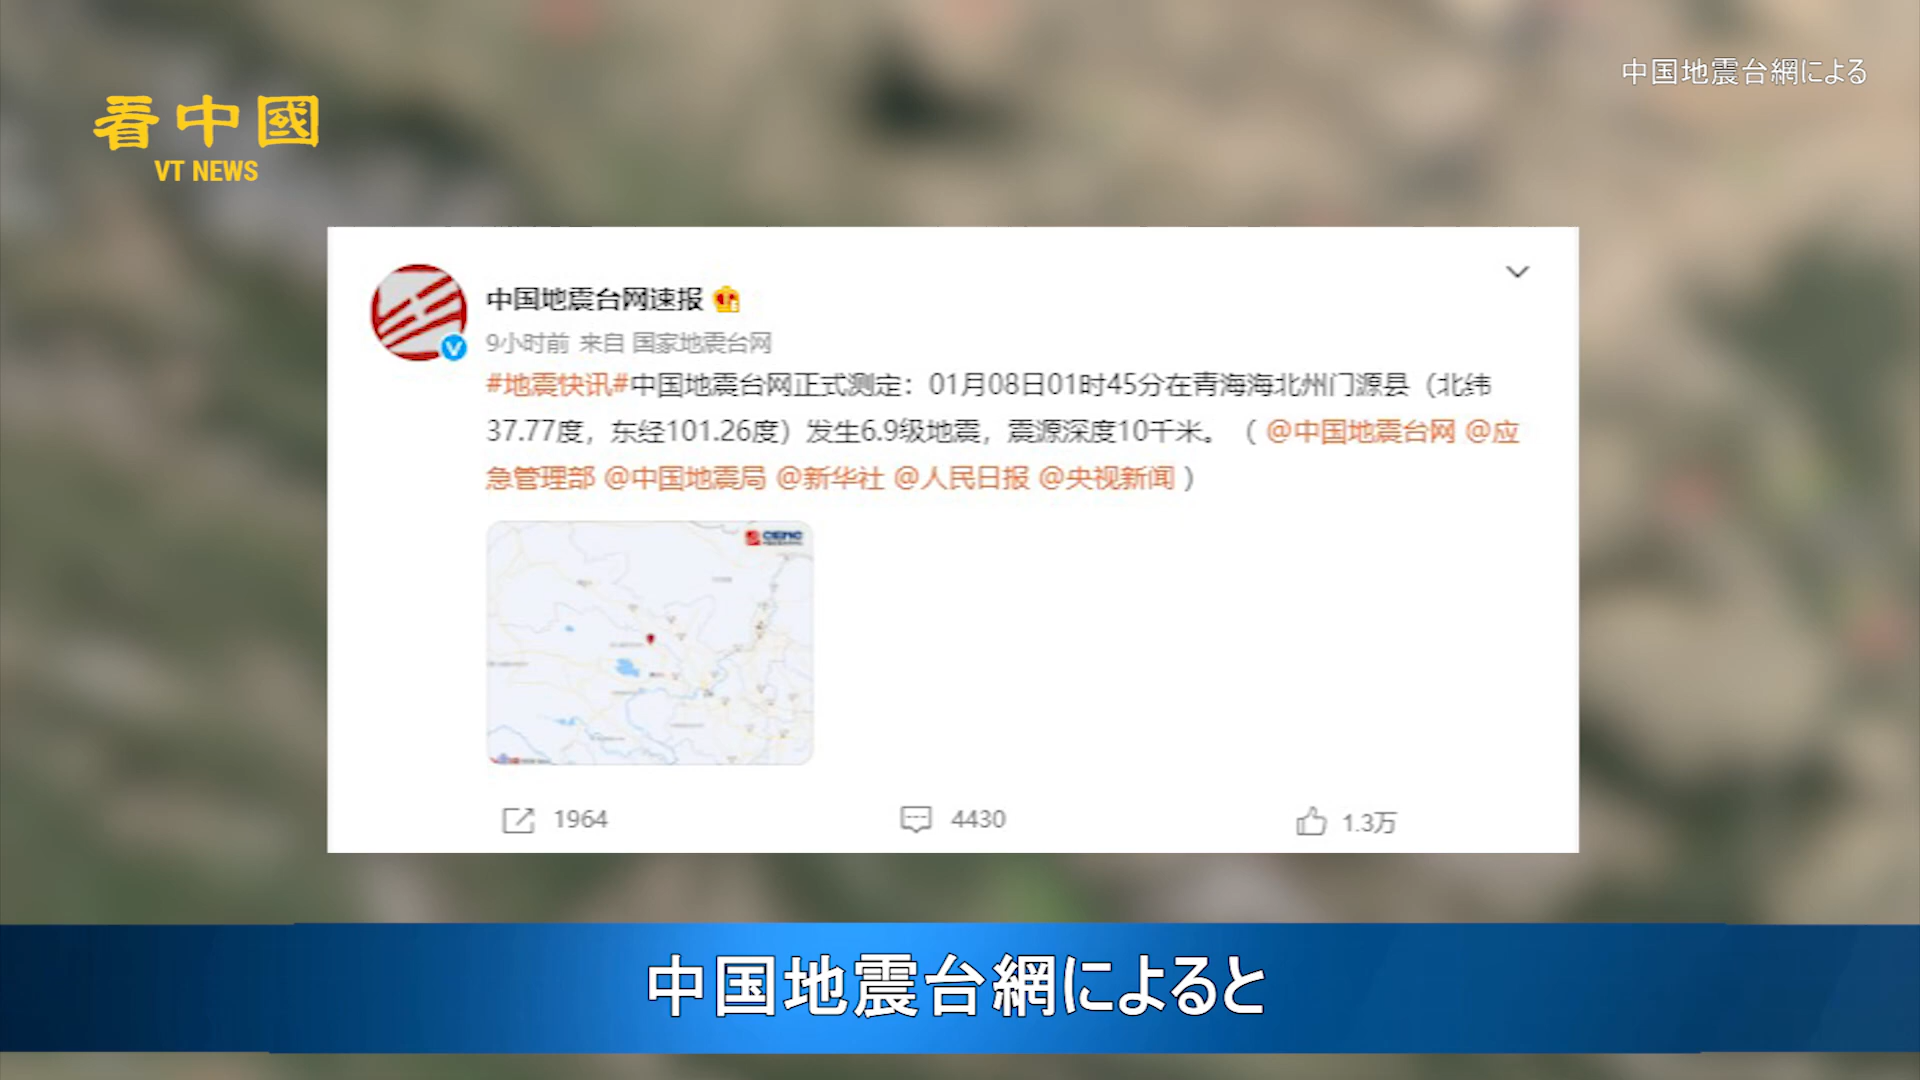 中国地震台網による
看中國
VT NEWS
中国地震台网速报
9小时前 来自 国家地震台网
#地震快讯#中国地震台网正式测定：01月08日01时45分在青海海北州门源县（北纬
37.77度，东经101.26度）发生6.9级地震，震源深度10千米。（ @中国地震台网 @应
急管理部 @中国地震局 @新华社 @人民日报 @央视新闻 ）
CENC
1964
4430
1.3万
中国地震台網によると